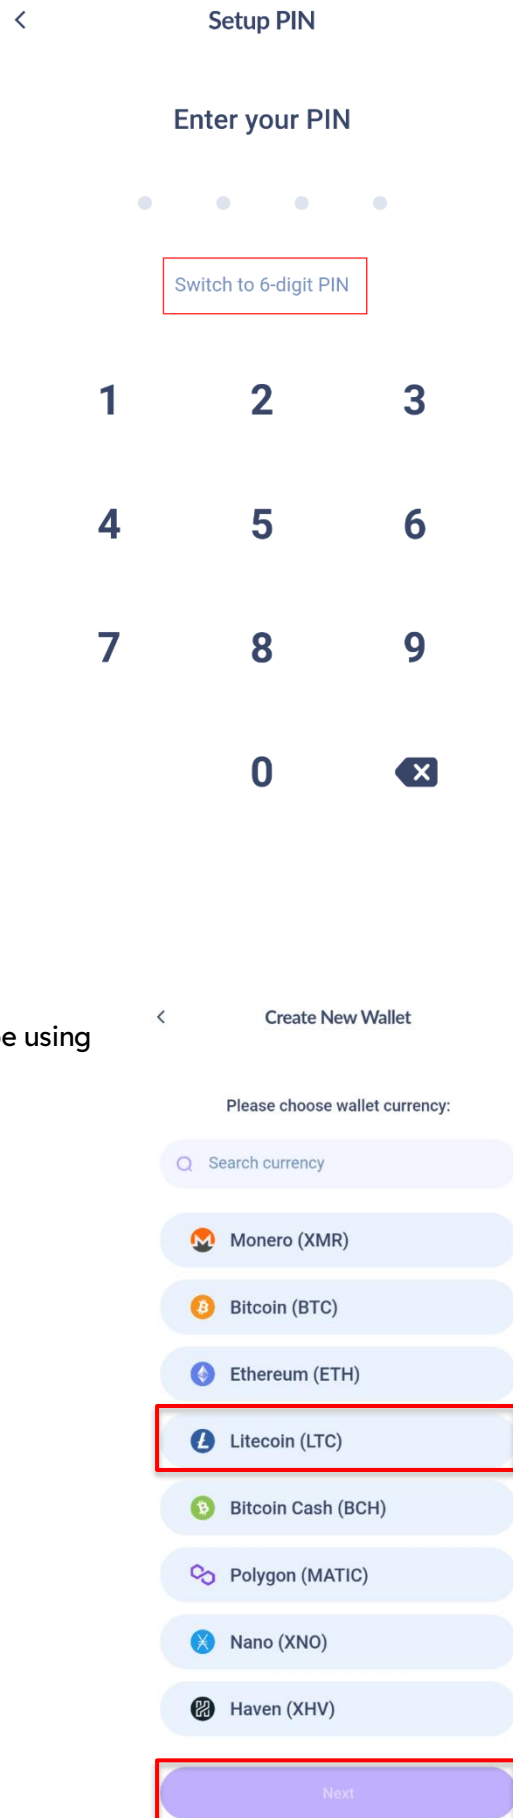 Setup PIN
Enter your PIN
Switch to 6-digit PIN
1 2 3
4 5 6
7 8 9
0
using
Create New Wallet
Please choose wallet currency:
Search currency
Monero (XMR)
Bitcoin (BTC)
Ethereum (ETH)
Litecoin (LTC)
Bitcoin Cash (BCH)
Polygon (MATIC)
Nano (XNO)
Haven (XHV)
Next